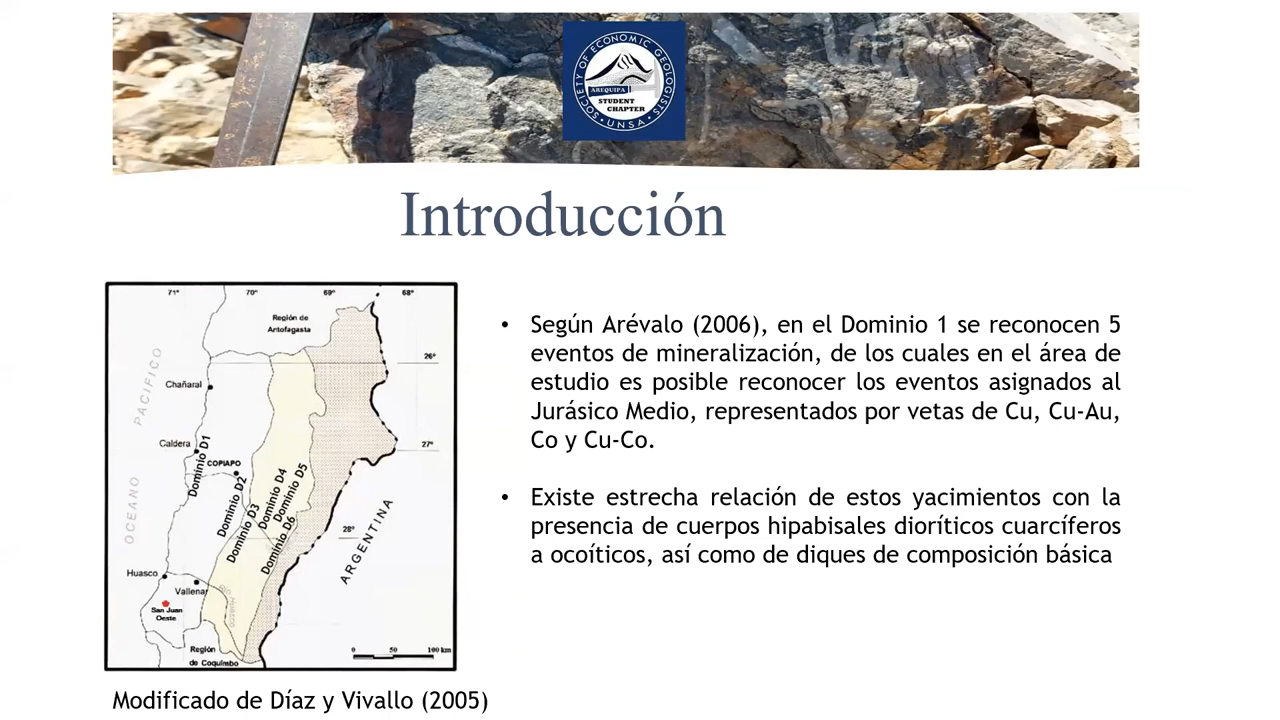 SOCIETY OF ECONOMIC GEOLOGISTS
AREQUIPA
STUDENT
CHAPTER
• UNSA •
Introducción
71° 70° 69° 68°
Región de
Antofagasta
26°
Chañaral
PACIFICO
Caldera
27°
COPIAPO
Dominio D1
Dominio D2
Dominio D3
Dominio D4
Dominio D5
Dominio D6
OCEANO
28°
ARGENTINA
Huasco
Vallenar
San Juan
Oeste
Región
de Coquimbo
0 50 100 km
Modificado de Díaz y Vivallo (2005)
• Según Arévalo (2006), en el Dominio 1 se reconocen 5
eventos de mineralización, de los cuales en el área de
estudio es posible reconocer los eventos asignados al
Jurásico Medio, representados por vetas de Cu, Cu-Au,
Co y Cu-Co.
• Existe estrecha relación de estos yacimientos con la
presencia de cuerpos hipabisales dioríticos cuarcíferos
a ocoíticos, así como de diques de composición básica